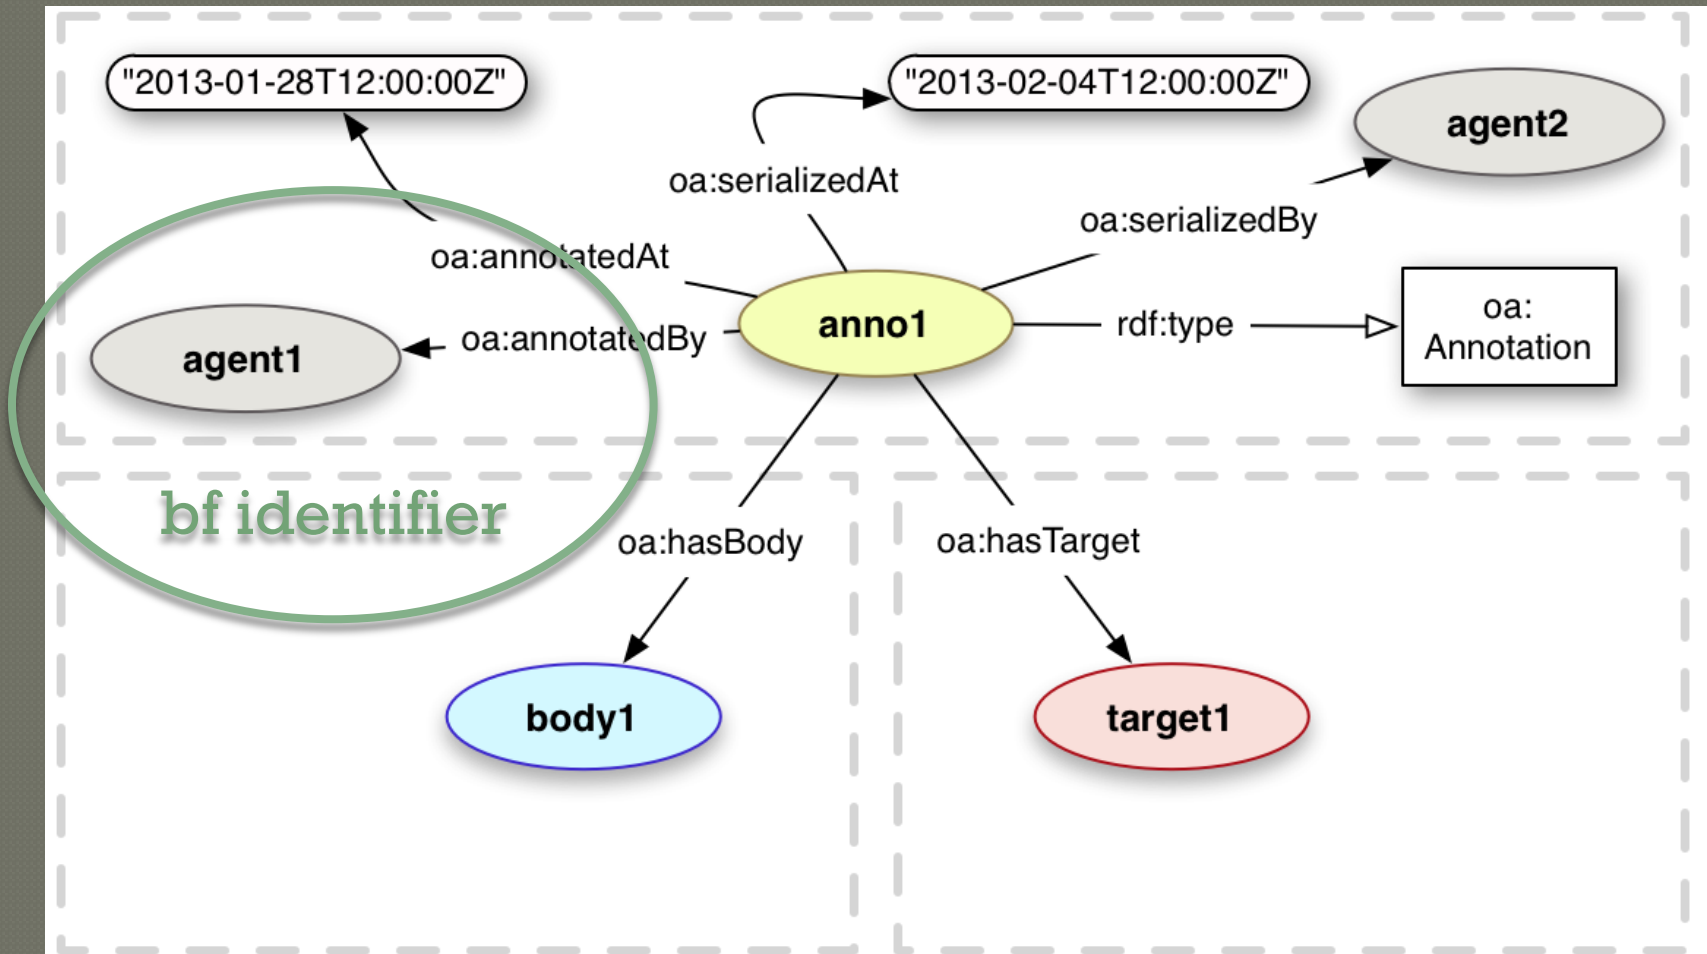 "2013-01-28T12:00:00Z"
"2013-02-04T12:00:00Z"
agent2
oa:serializedAt
oa:serializedBy
oa:annotatedAt
anno1
rdf:type
oa:
Annotation
agent1
oa:annotatedBy
bf identifier
oa:hasBody
oa:hasTarget
body1
target1